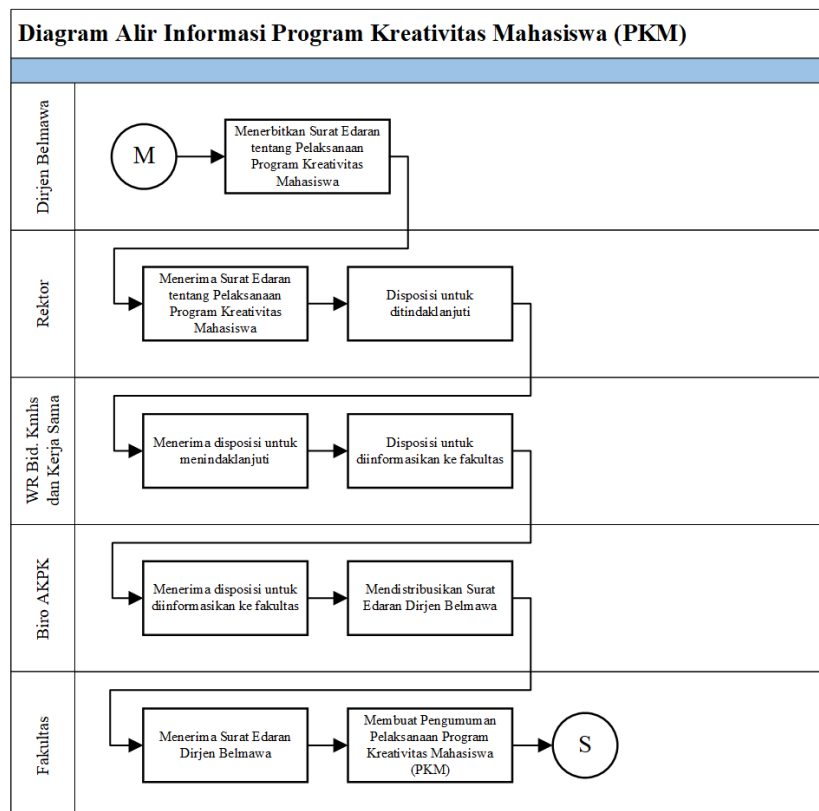 Diagram Alir Informasi Program Kreativitas Mahasiswa (PKM)
Dirjen Belmawa
M
Menerbitkan Surat Edaran
tentang Pelaksanaan
Program Kreativitas
Mahasiswa
Rektor
Menerima Surat Edaran
tentang Pelaksanaan
Program Kreativitas
Mahasiswa
Disposisi untuk
ditindaklanjuti
WR Bid. Kmhs
dan Kerja Sama
Menerima disposisi untuk
menindaklanjuti
Disposisi untuk
diinformasikan ke fakultas
Biro AKPK
Menerima disposisi untuk
diinformasikan ke fakultas
Mendistribusikan Surat
Edaran Dirjen Belmawa
Fakultas
Menerima Surat Edaran
Dirjen Belmawa
Membuat Pengumuman
Pelaksanaan Program
Kreativitas Mahasiswa
(PKM)
S